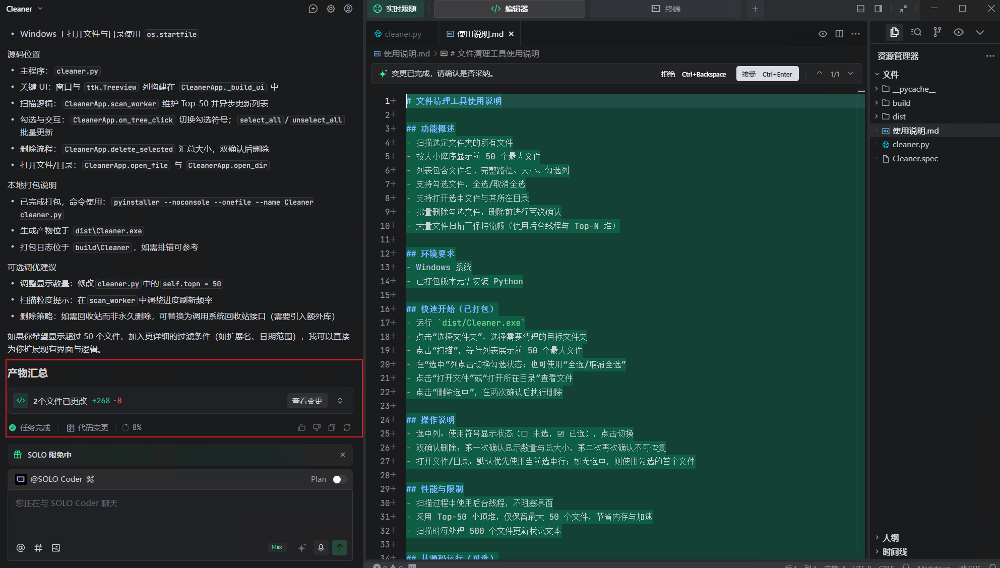 Cleaner
Windows 上打开文件与目录使用 os.startfile
源码位置
主程序： cleaner.py
关键 UI：窗口与 ttk.Treeview 列构建在 CleanerApp._build_ui 中
扫描逻辑： CleanerApp.scan_worker 维护 Top-50 并异步更新列表
勾选与交互： CleanerApp.on_tree_click 切换勾选符号； select_all / unselect_all
批量更新
删除流程： CleanerApp.delete_selected 汇总大小，双确认后删除
打开文件/目录： CleanerApp.open_file 与 CleanerApp.open_dir
本地打包说明
已完成打包，命令使用： pyinstaller --noconsole --onefile --name Cleaner
cleaner.py
生成产物位于 dist\Cleaner.exe
打包日志位于 build\Cleaner ，如需排错可参考
可选调优建议
调整显示数量：修改 cleaner.py 中的 self.topn = 50
扫描粒度提示：在 scan_worker 中调整进度刷新频率
删除策略：如需回收站而非永久删除，可替换为调用系统回收站接口（需要引入额外库）
如果你希望显示超过 50 个文件、加入更详细的过滤条件（如扩展名、日期范围），我可以直接
为你扩展现有界面与逻辑。
产物汇总
2个文件已更改 +268 -0 查看变更
任务完成 代码变更 8%
SOLO 限免中
@SOLO Coder Plan
您正在与 SOLO Coder 聊天
@ # Max
实时跟随 编辑器 终端
cleaner.py 使用说明.md
使用说明.md > # 文件清理工具使用说明
变更已完成，请确认是否采纳。 拒绝 Ctrl+Backspace 接受 Ctrl+Enter 1/1
1+ # 文件清理工具使用说明
2+
3+ ## 功能概述
4+ - 扫描选定文件夹的所有文件
5+ - 按大小降序显示前 50 个最大文件
6+ - 列表包含文件名、完整路径、大小、勾选列
7+ - 支持勾选文件，全选/取消全选
8+ - 支持打开选中文件与其所在目录
9+ - 批量删除勾选文件，删除前进行两次确认
10+ - 大量文件扫描下保持流畅（使用后台线程与 Top-N 堆）
11+
12+ ## 环境要求
13+ - Windows 系统
14+ - 已打包版本无需安装 Python
15+
16+ ## 快速开始（已打包）
17+ - 运行 `dist/Cleaner.exe`
18+ - 点击“选择文件夹”，选择需要清理的目标文件夹
19+ - 点击“扫描”，等待列表展示前 50 个最大文件
20+ - 在“选中”列点击切换勾选状态；也可使用“全选/取消全选”
21+ - 点击“打开文件”或“打开所在目录”查看文件
22+ - 点击“删除选中”，在两次确认后执行删除
23+
24+ ## 操作说明
25+ - 选中列：使用符号显示状态（☐ 未选，☑ 已选），点击切换
26+ - 双确认删除：第一次确认显示数量与总大小，第二次再次确认不可恢复
27+ - 打开文件/目录：默认优先使用当前选中行；如无选中，则使用勾选的首个文件
28+
29+ ## 性能与限制
30+ - 扫描过程中使用后台线程，不阻塞界面
31+ - 采用 Top-50 小顶堆，仅保留最大 50 个文件，节省内存与加速
32+ - 扫描时每处理 500 个文件更新状态文本
33+
34+ ## 从源码运行（可选）
资源管理器
文件
__pycache__
build
dist
使用说明.md
cleaner.py
Cleaner.spec
大纲
时间线